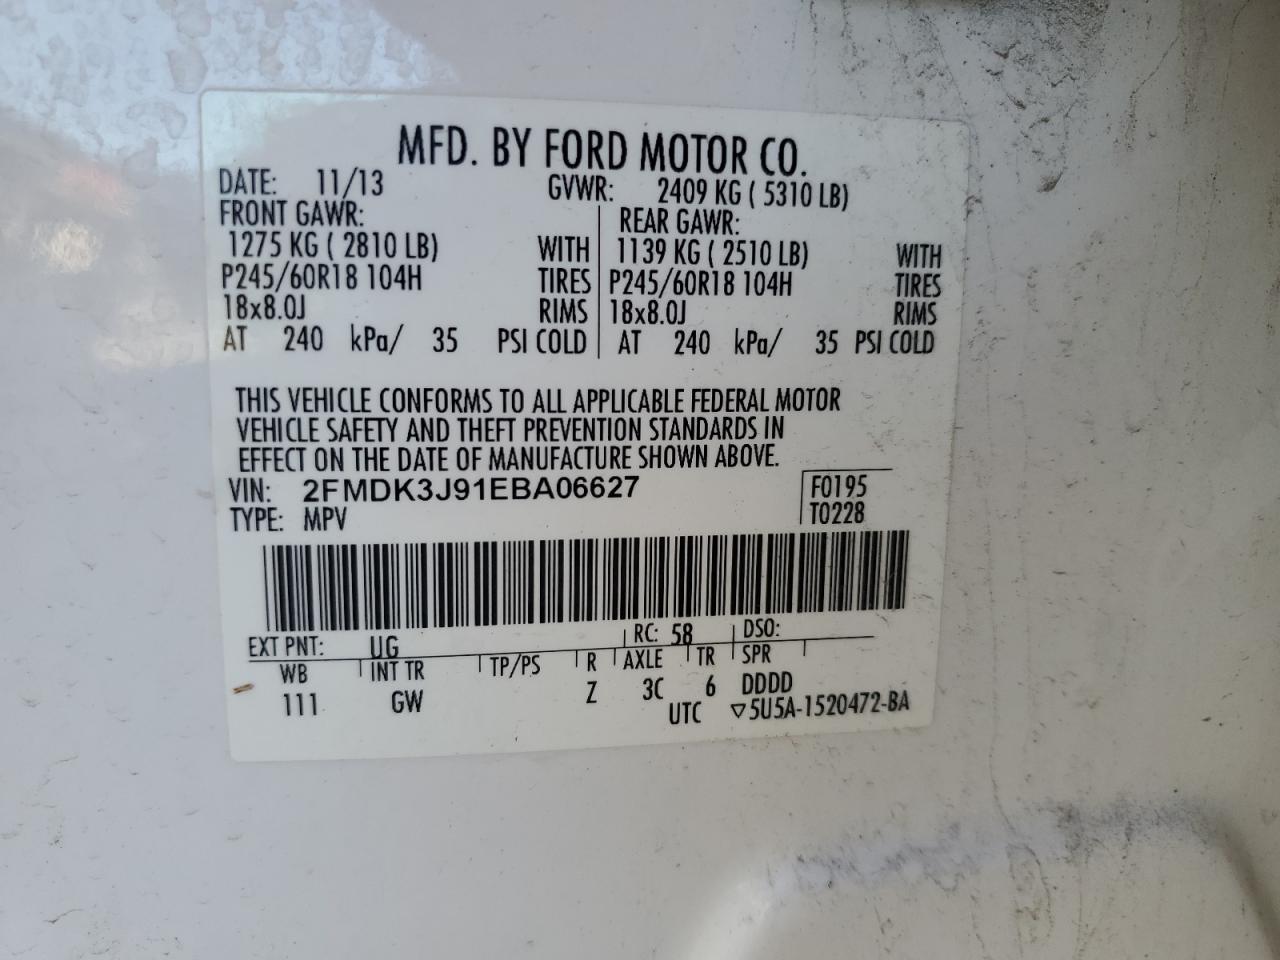 MFD. BY FORD MOTOR CO.
DATE: 11/13 GVWR: 2409 KG ( 5310 LB)
FRONT GAWR: REAR GAWR:
1275 KG ( 2810 LB) WITH 1139 KG ( 2510 LB) WITH
P245/60R18 104H TIRES P245/60R18 104H TIRES
18x8.0J RIMS 18x8.0J RIMS
AT 240 kPa/ 35 PSI COLD AT 240 kPa/ 35 PSI COLD
THIS VEHICLE CONFORMS TO ALL APPLICABLE FEDERAL MOTOR
VEHICLE SAFETY AND THEFT PREVENTION STANDARDS IN
EFFECT ON THE DATE OF MANUFACTURE SHOWN ABOVE.
VIN: 2FMDK3J91EBA06627 F0195
TYPE: MPV T0228
EXT PNT: UG RC: 58 DSO:
WB INT TR TP/PS R AXLE TR SPR
111 GW Z 3C 6 DDDD
UTC ▽5U5A-1520472-BA